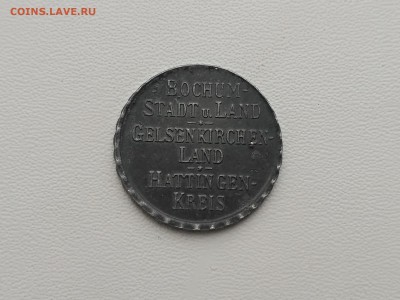 COINS.LAVE.RU
BOCHUM-
STADT u. LAND
GELSENKIRCHEN-
LAND
HATTINGEN-
KREIS